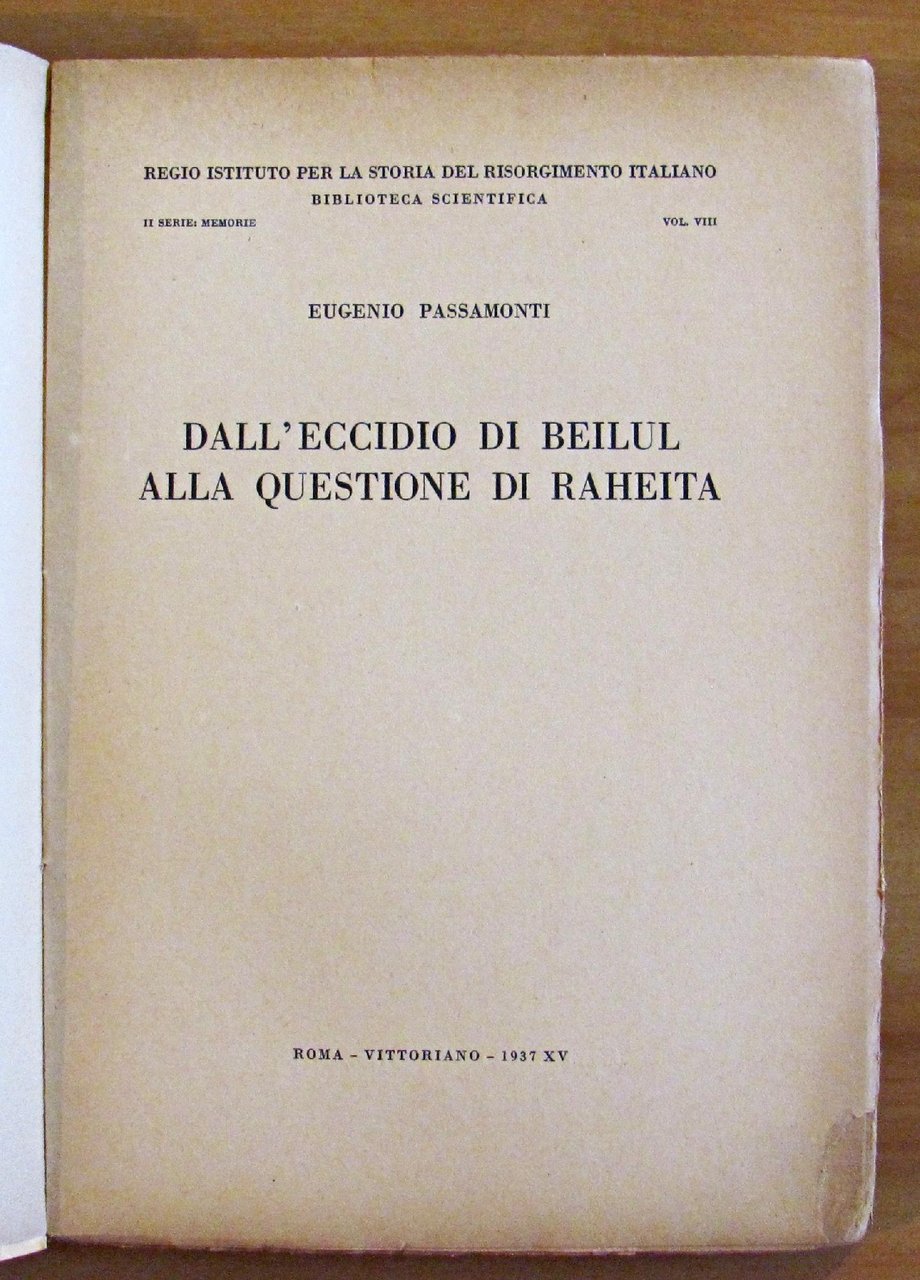 REGIO ISTITUTO PER LA STORIA DEL RISORGIMENTO ITALIANO
BIBLIOTECA SCIENTIFICA
II SERIE: MEMORIE VOL. VIII
EUGENIO PASSAMONTI
DALL'ECCIDIO DI BEILUL
ALLA QUESTIONE DI RAHEITA
ROMA – VITTORIANO – 1937 XV